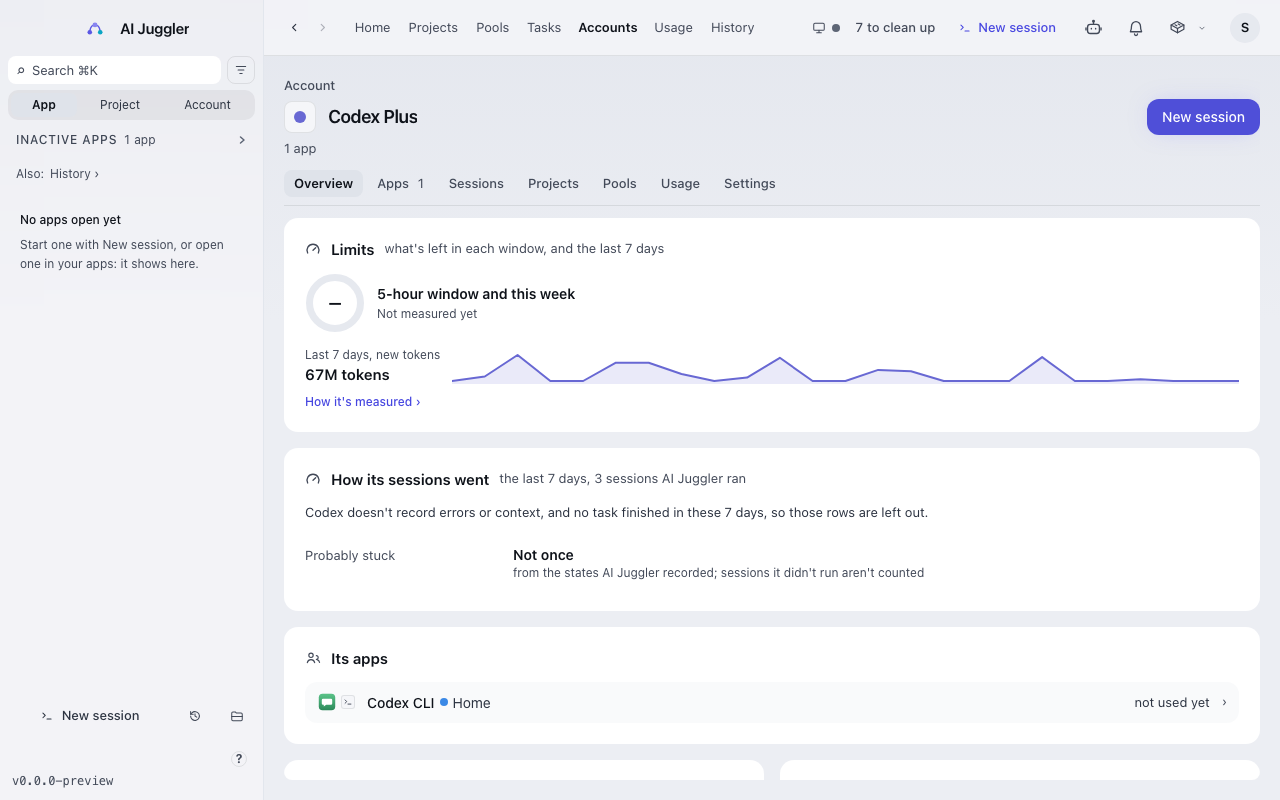 AI Juggler
Search ⌘K
App Project Account
INACTIVE APPS 1 app
Also: History ›
No apps open yet
Start one with New session, or open
one in your apps: it shows here.
New session
?
v0.0.0-preview
Home Projects Pools Tasks Accounts Usage History
7 to clean up
New session
S
Account
Codex Plus
New session
1 app
Overview Apps 1 Sessions Projects Pools Usage Settings
Limits what's left in each window, and the last 7 days
–
5-hour window and this week
Not measured yet
Last 7 days, new tokens
67M tokens
How it's measured ›
How its sessions went the last 7 days, 3 sessions AI Juggler ran
Codex doesn't record errors or context, and no task finished in these 7 days, so those rows are left out.
Probably stuck
Not once
from the states AI Juggler recorded; sessions it didn't run aren't counted
Its apps
Codex CLI Home
not used yet ›